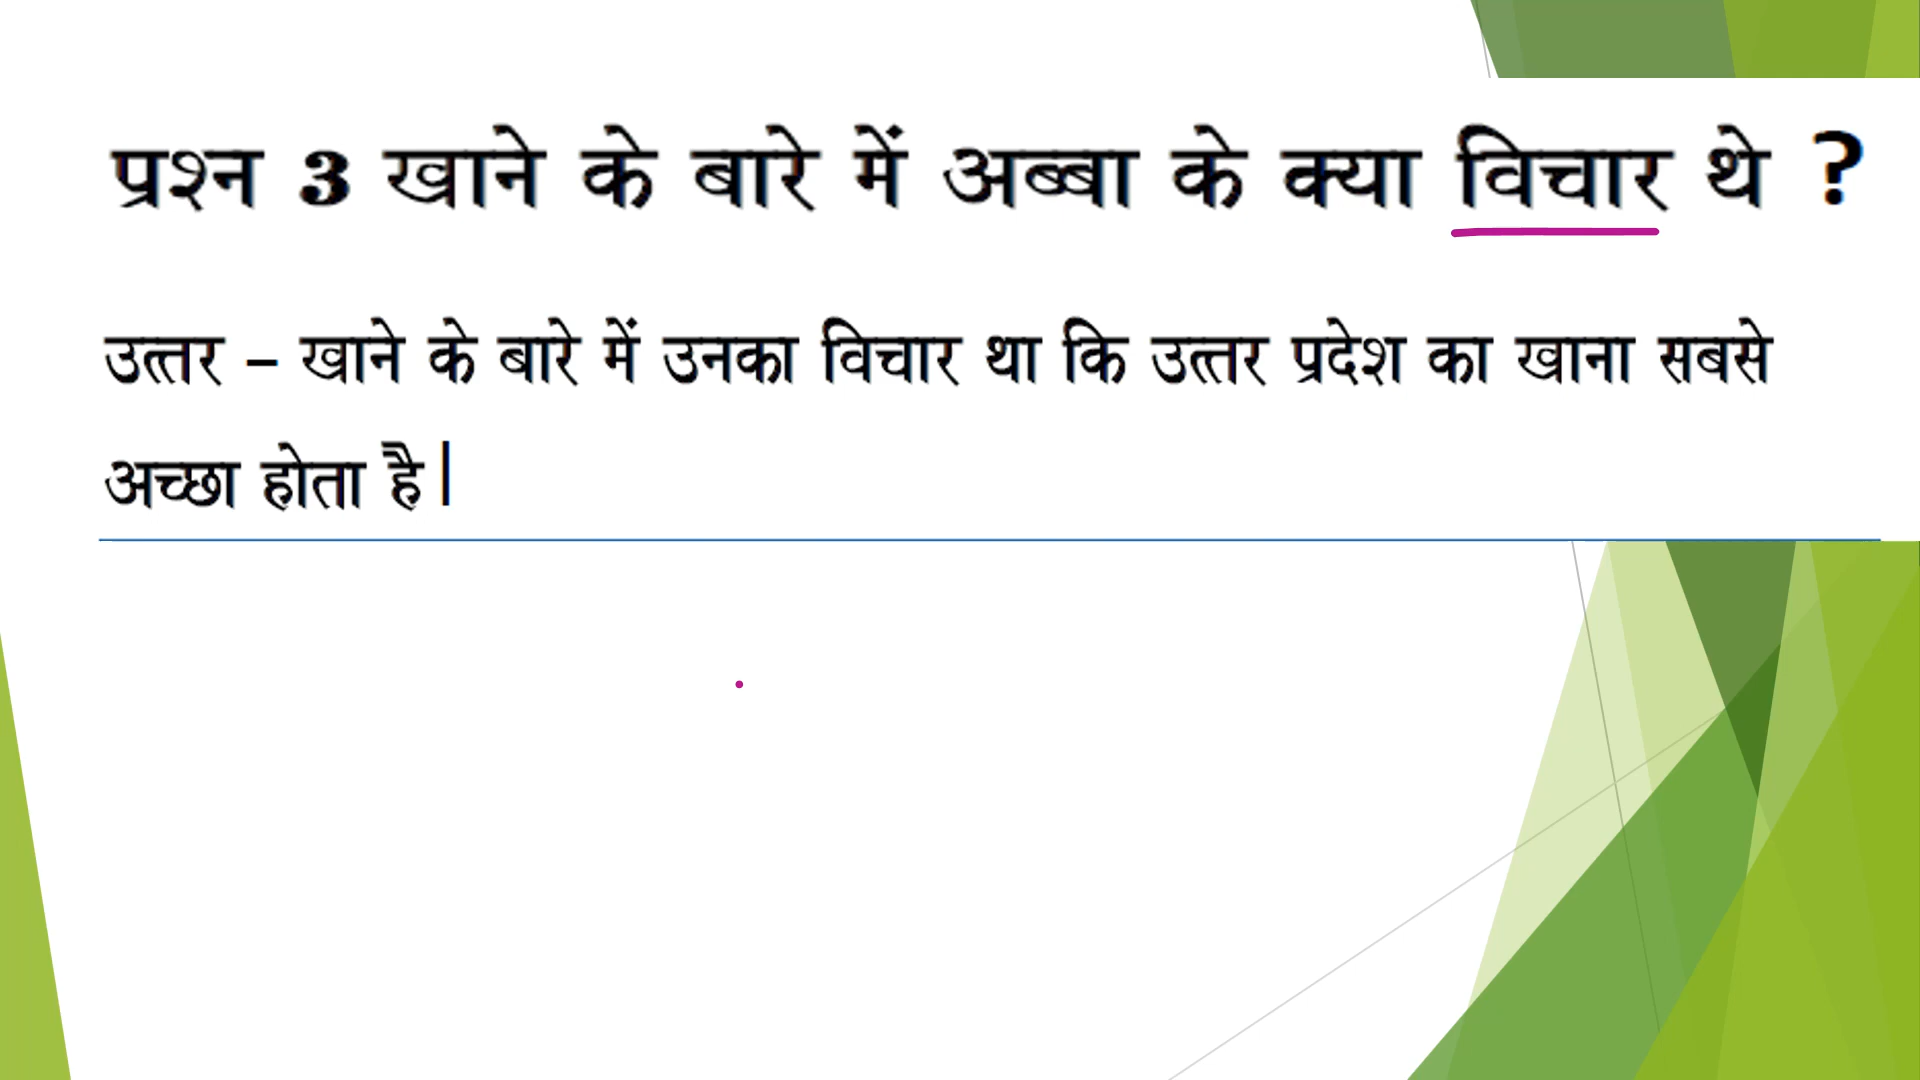 प्रश्न 3 खाने के बारे में अब्बा के क्या विचार थे ?
उत्तर – खाने के बारे में उनका विचार था कि उत्तर प्रदेश का खाना सबसे
अच्छा होता है|